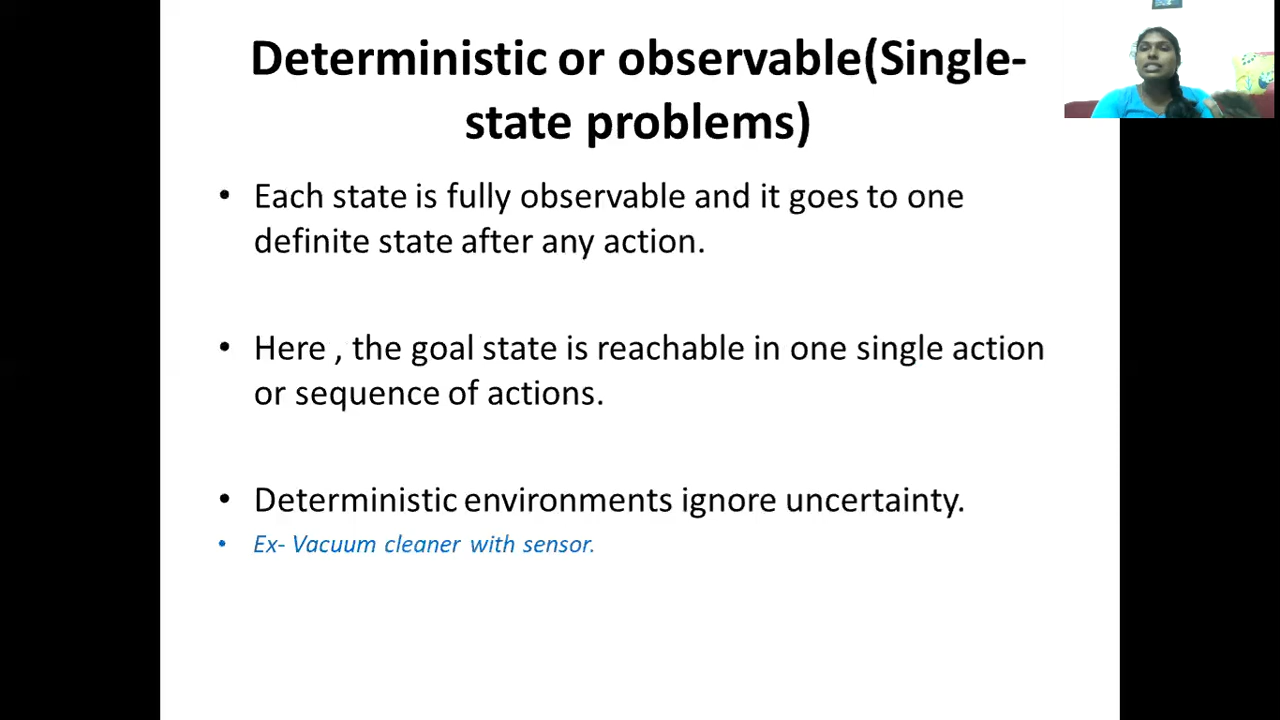 Deterministic or observable(Single-
state problems)
• Each state is fully observable and it goes to one
definite state after any action.
• Here , the goal state is reachable in one single action
or sequence of actions.
• Deterministic environments ignore uncertainty.
• Ex- Vacuum cleaner with sensor.